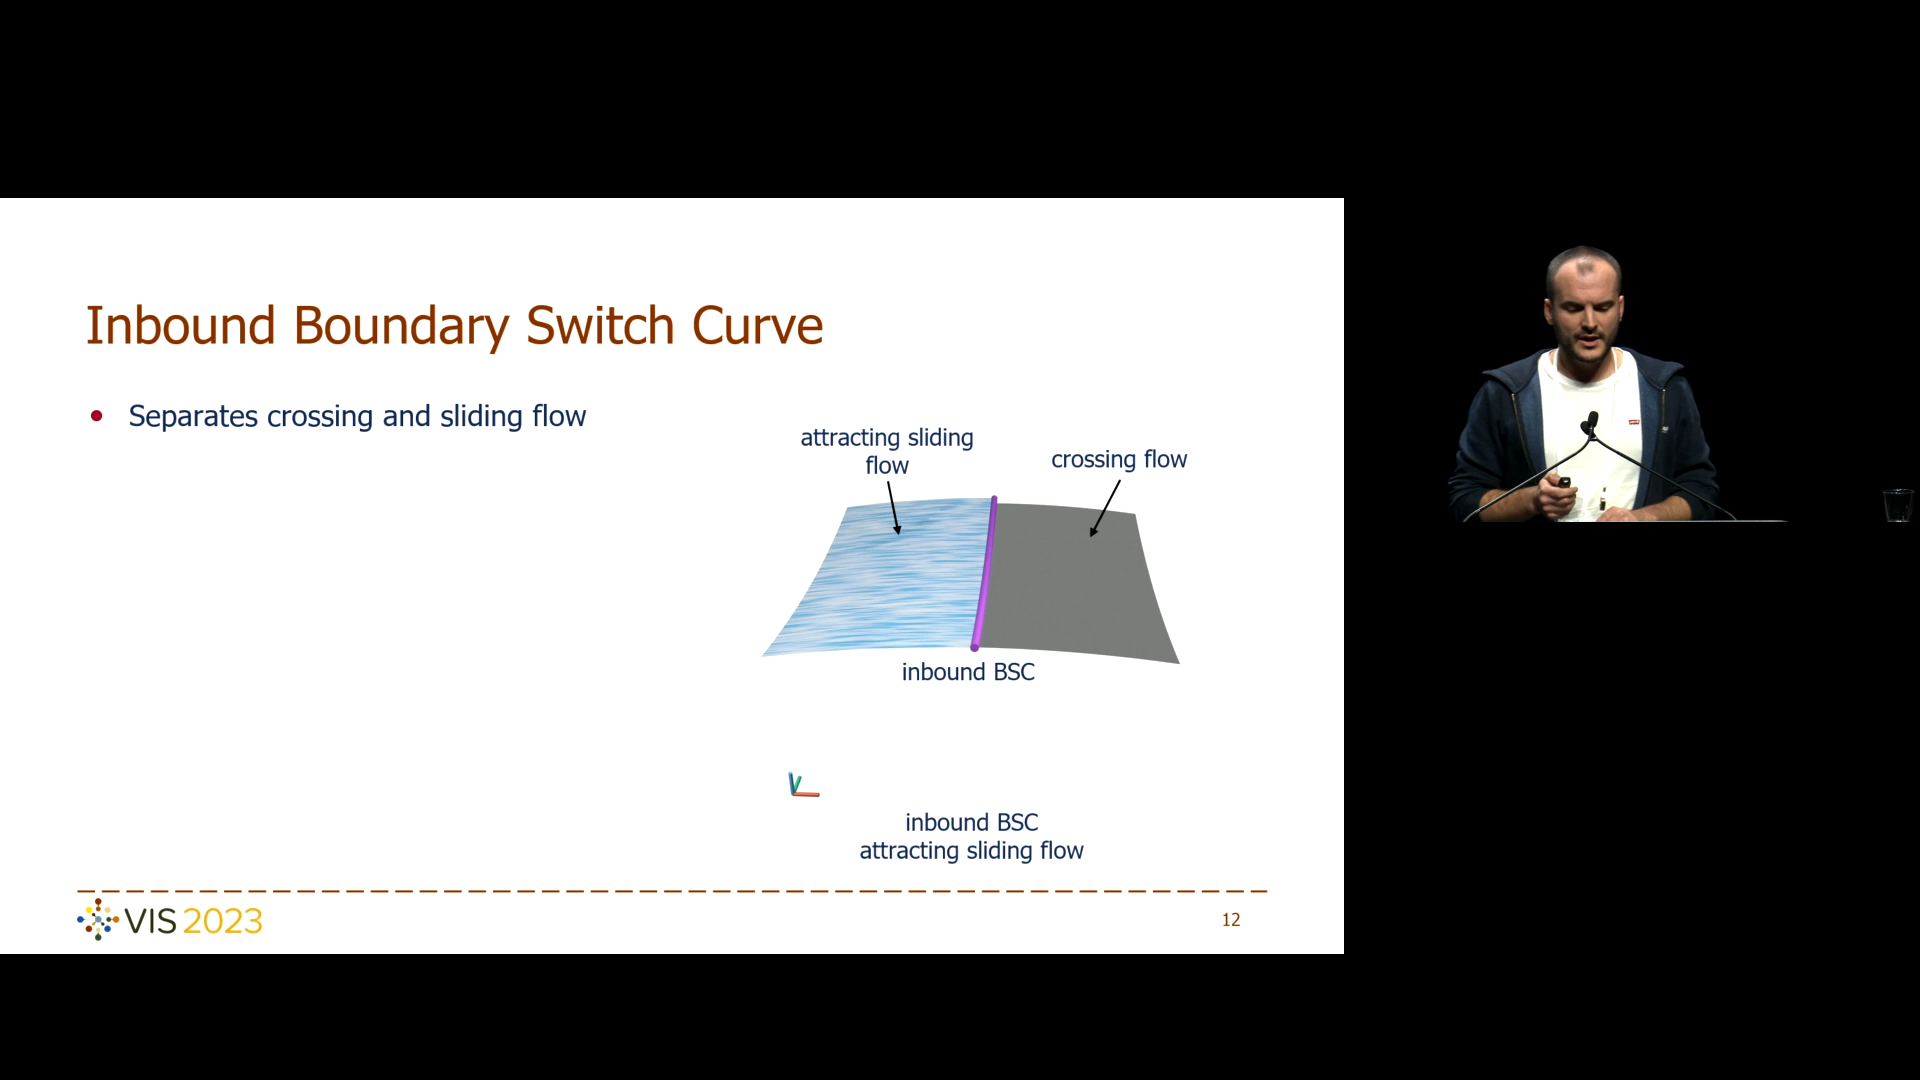 Inbound Boundary Switch Curve
Separates crossing and sliding flow
attracting sliding
flow
crossing flow
inbound BSC
inbound BSC
attracting sliding flow
VIS 2023
12